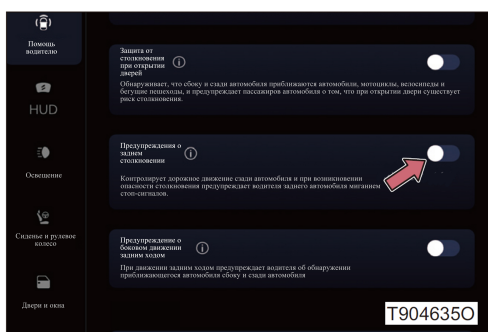 Помощь
водителю
HUD
Освещение
Сиденье и рулевое
колесо
Двери и окна
Защита от
столкновения
при открытии
дверей
Обнаруживает, что сбоку и сзади автомобиля приближаются автомобили, мотоциклы, велосипеды и
бегущие пешеходы, и предупреждает пассажиров автомобиля о том, что при открытии двери существует
риск столкновения.
Предупреждения о
заднем
столкновении
Контролирует дорожное движение сзади автомобиля и при возникновении
опасности столкновения предупреждает водителя заднего автомобиля миганием
стоп-сигналов.
Предупреждение о
боковом движении
задним ходом
При движении задним ходом предупреждает водителя об обнаружении
приближающегося автомобиля сбоку и сзади автомобиля
T904635O